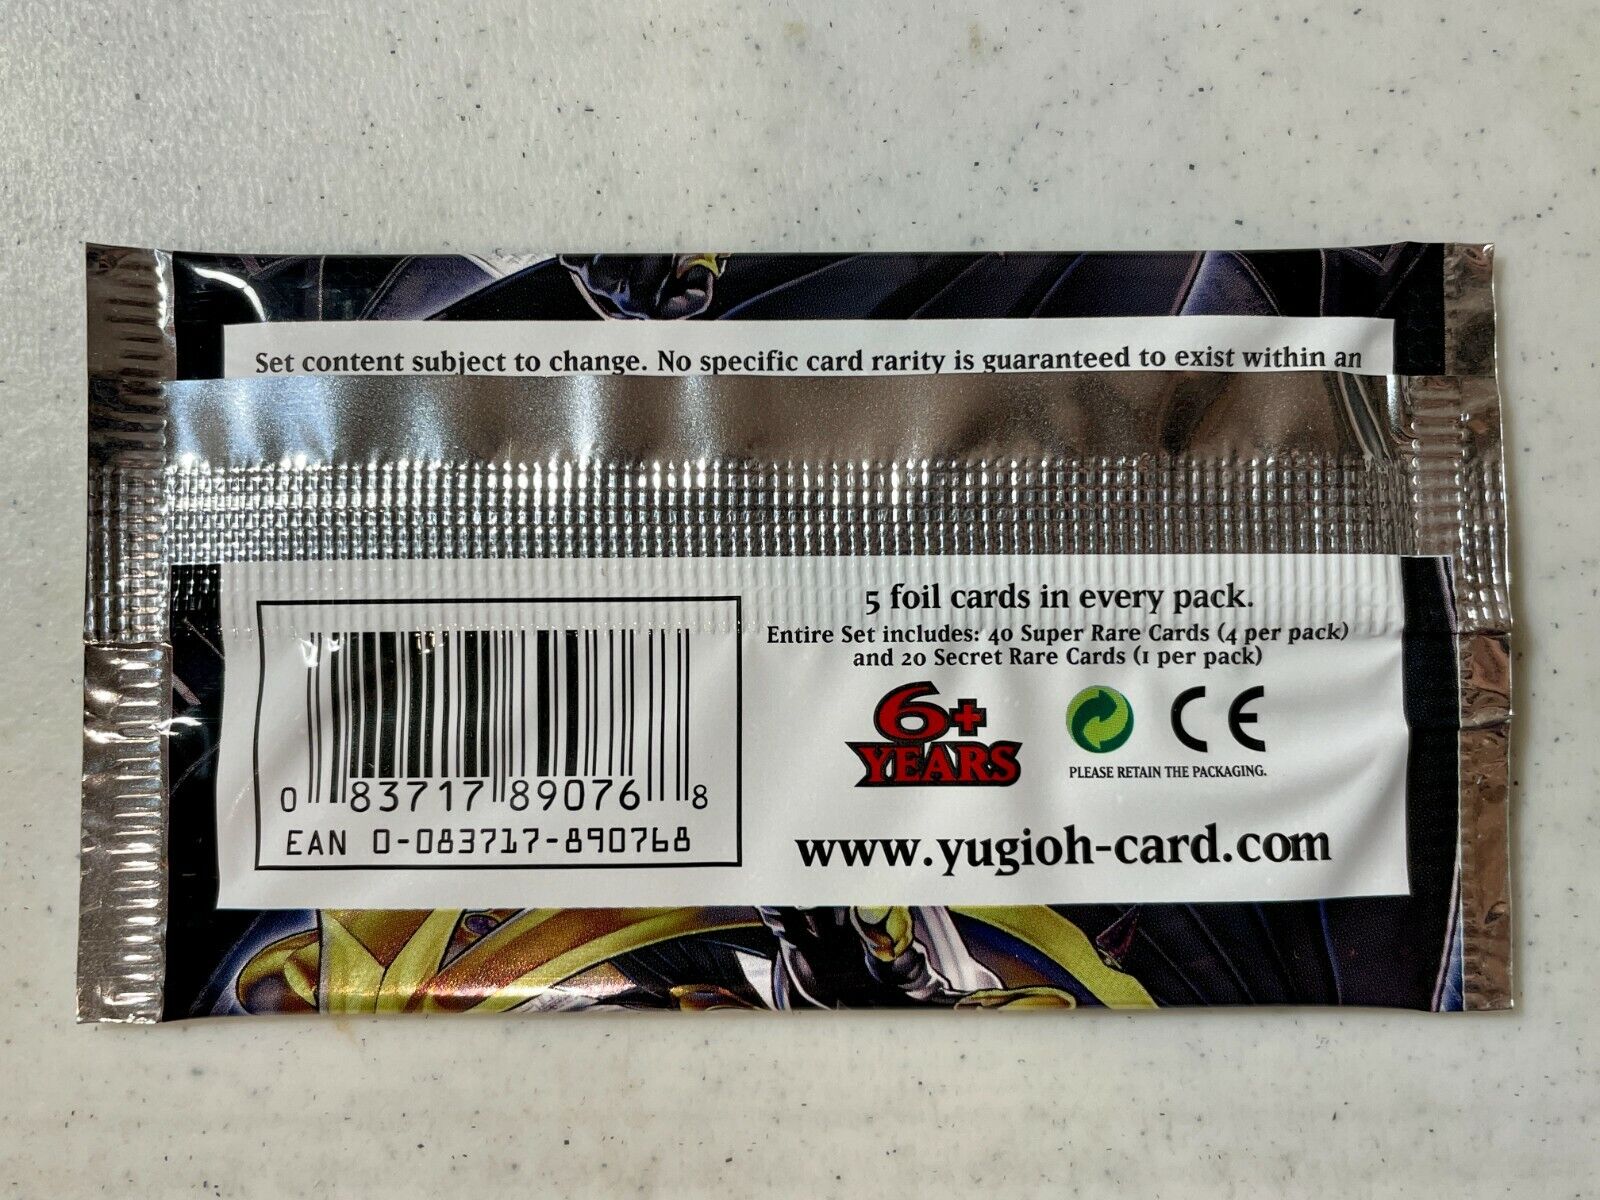 Set content subject to change. No specific card rarity is guaranteed to exist within an
5 foil cards in every pack.
Entire Set includes: 40 Super Rare Cards (4 per pack)
and 20 Secret Rare Cards (1 per pack)
6+
YEARS
CE
PLEASE RETAIN THE PACKAGING.
www.yugioh-card.com
0 83717 89076 8
EAN 0-083717-890768